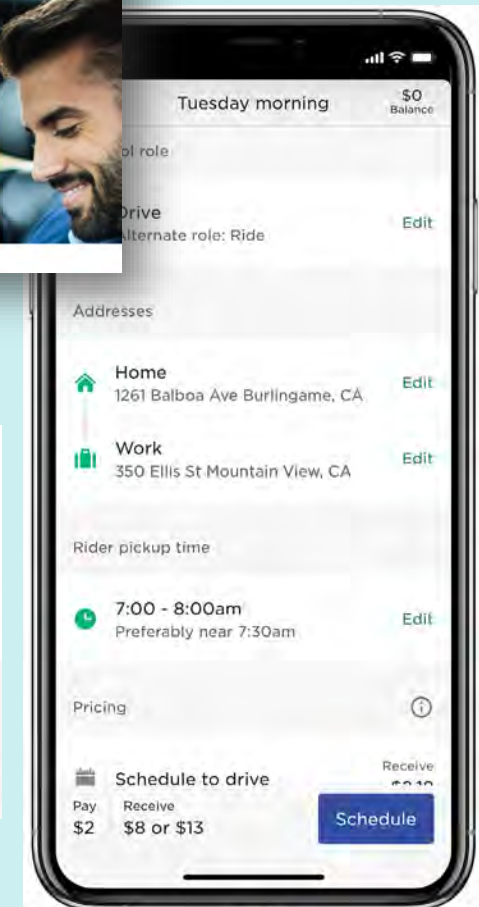 Tuesday morning
$0
Balance
ol role
Drive
Alternate role: Ride
Edit
Addresses
Home
1261 Balboa Ave Burlingame, CA
Edit
Work
350 Ellis St Mountain View, CA
Edit
Rider pickup time
7:00 - 8:00am
Preferably near 7:30am
Edit
Pricing
Schedule to drive
Receive
Pay
$2
Receive
$8 or $13
Schedule